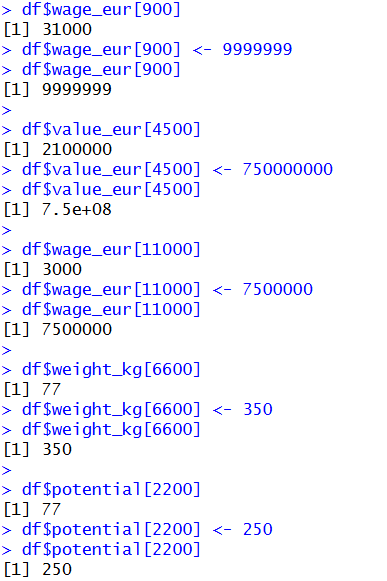 > df$wage_eur[900]
[1] 31000
> df$wage_eur[900] <- 9999999
> df$wage_eur[900]
[1] 9999999
>
> df$value_eur[4500]
[1] 2100000
> df$value_eur[4500] <- 750000000
> df$value_eur[4500]
[1] 7.5e+08
>
> df$wage_eur[11000]
[1] 3000
> df$wage_eur[11000] <- 7500000
> df$wage_eur[11000]
[1] 7500000
>
> df$weight_kg[6600]
[1] 77
> df$weight_kg[6600] <- 350
> df$weight_kg[6600]
[1] 350
>
> df$potential[2200]
[1] 77
> df$potential[2200] <- 250
> df$potential[2200]
[1] 250